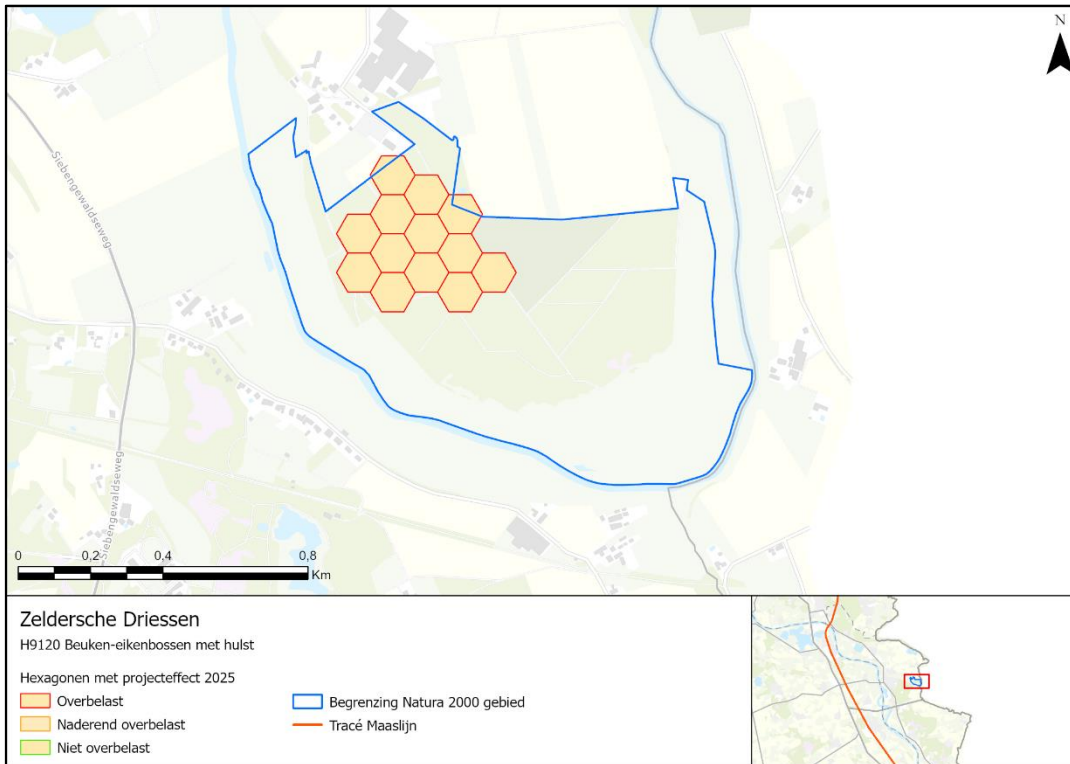 N
Siebengewaldseweg
Siebengewaldseweg
0 0,2 0,4 0,8
Km
Zeldersche Driessen
H9120 Beuken-eikenbossen met hulst
Hexagonen met projecteffect 2025
Overbelast
Naderend overbelast
Niet overbelast
Begrenzing Natura 2000 gebied
Tracé Maaslijn